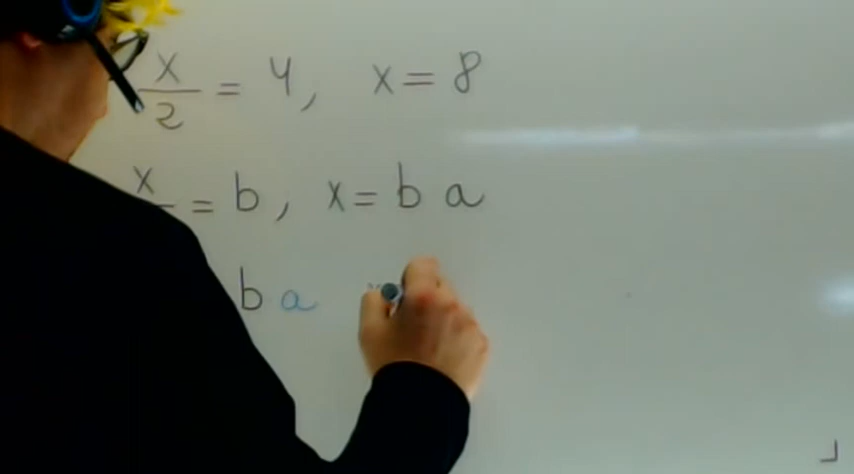 x/2 = 4, x = 8
x = b, x = b a
b a